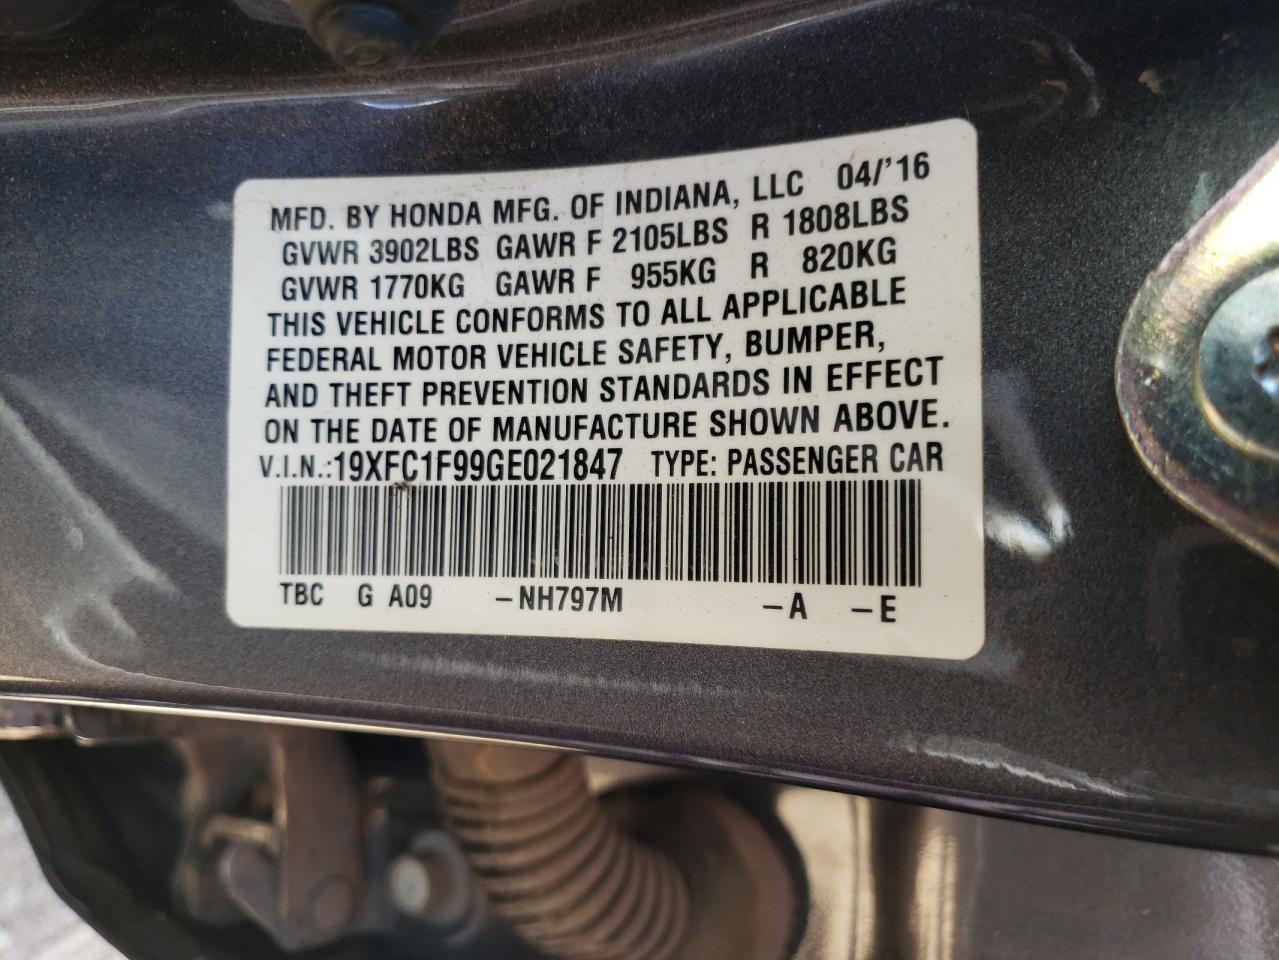 MFD. BY HONDA MFG. OF INDIANA, LLC 04/'16
GVWR 3902LBS GAWR F 2105LBS R 1808LBS
GVWR 1770KG GAWR F 955KG R 820KG
THIS VEHICLE CONFORMS TO ALL APPLICABLE
FEDERAL MOTOR VEHICLE SAFETY, BUMPER,
AND THEFT PREVENTION STANDARDS IN EFFECT
ON THE DATE OF MANUFACTURE SHOWN ABOVE.
V.I.N.:19XFC1F99GE021847 TYPE: PASSENGER CAR
TBC G A09 -NH797M -A -E